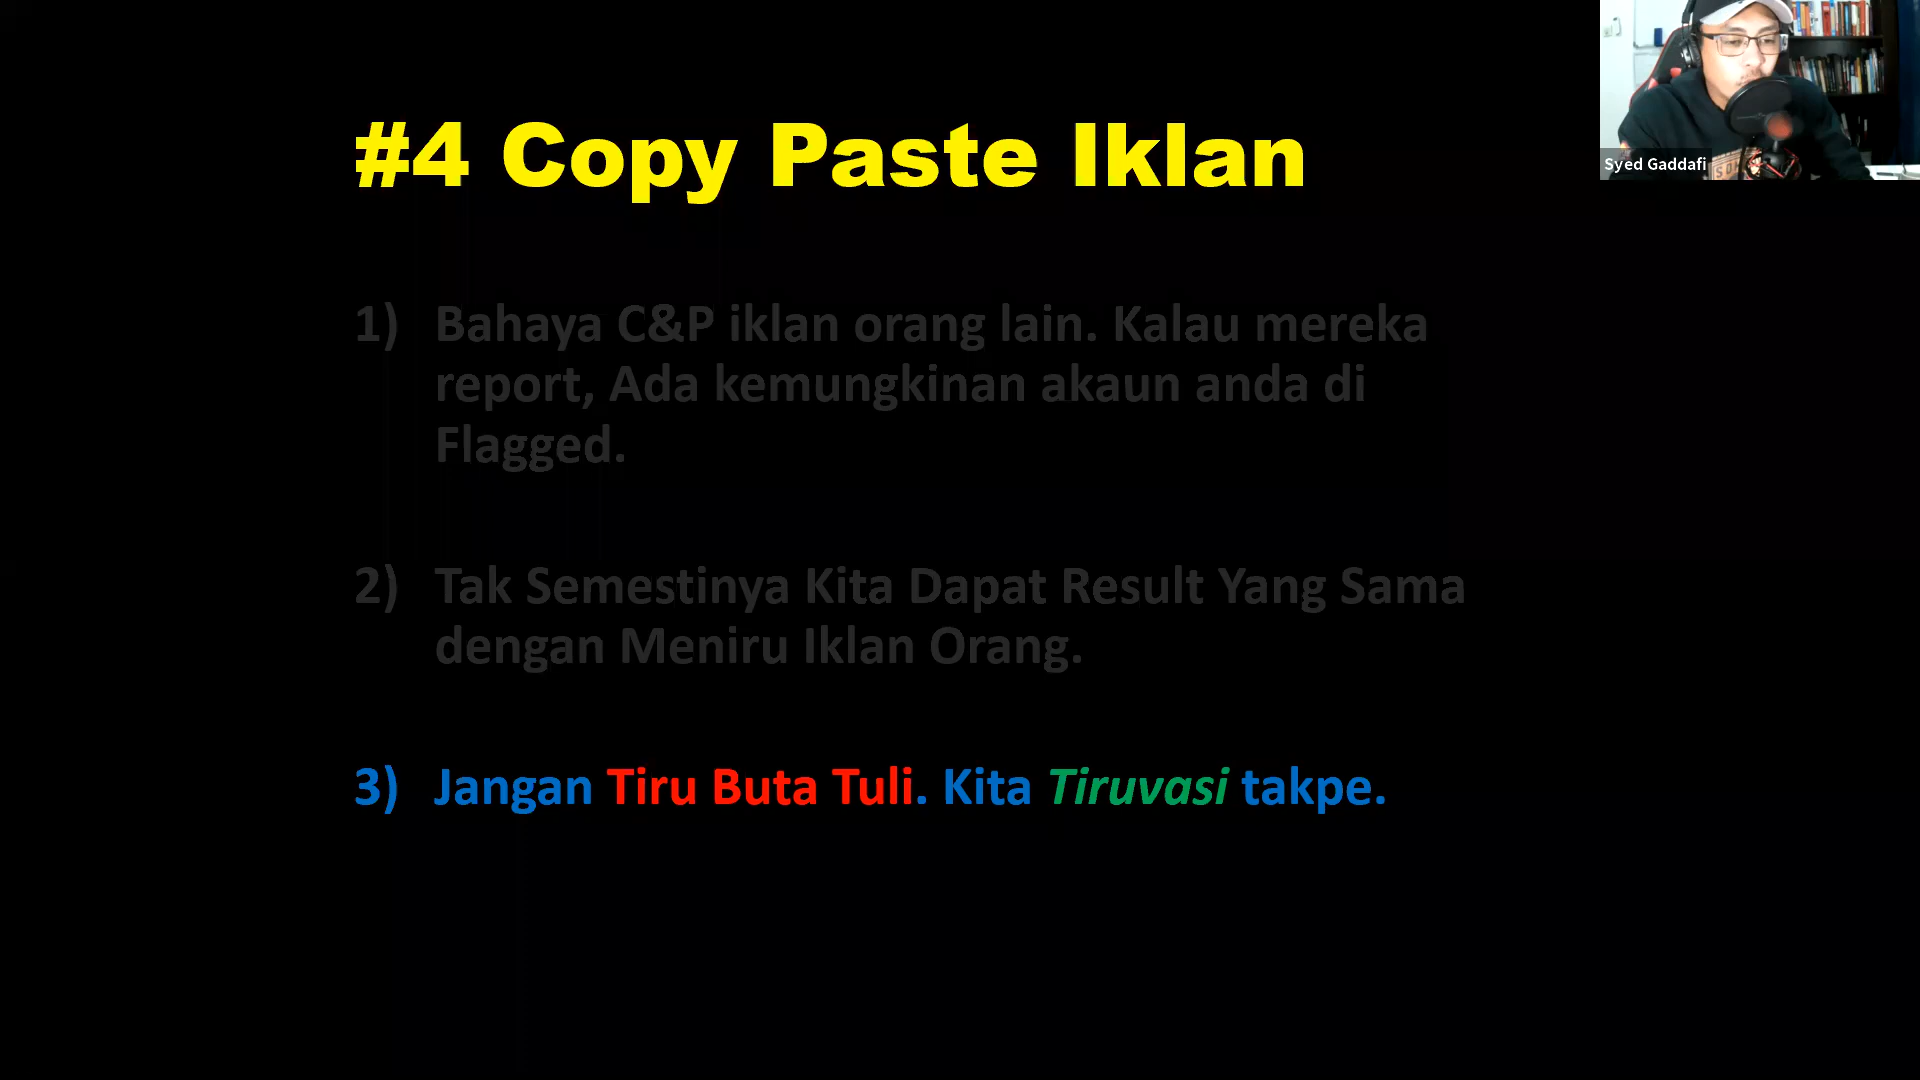 #4 Copy Paste Iklan
Syed Gaddafi
1) Bahaya C&P iklan orang lain. Kalau mereka
report, Ada kemungkinan akaun anda di
Flagged.
2) Tak Semestinya Kita Dapat Result Yang Sama
dengan Meniru Iklan Orang.
3) Jangan Tiru Buta Tuli. Kita Tiruvasi takpe.